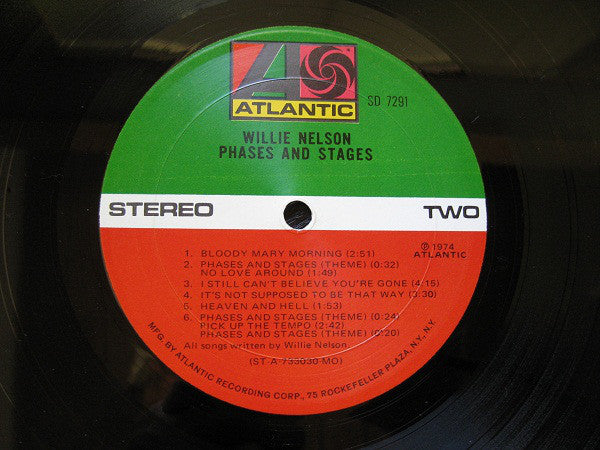 ATLANTIC
SD 7291
WILLIE NELSON
PHASES AND STAGES
STEREO
TWO
℗ 1974
ATLANTIC
1. BLOODY MARY MORNING (2:51)
2. PHASES AND STAGES (THEME) (0:32)
NO LOVE AROUND (1:49)
3. I STILL CAN'T BELIEVE YOU'RE GONE (4:15)
4. IT'S NOT SUPPOSED TO BE THAT WAY (3:30)
5. HEAVEN AND HELL (1:53)
6. PHASES AND STAGES (THEME) (0:24)
PICK UP THE TEMPO (2:42)
PHASES AND STAGES (THEME) (0:20)
All songs written by Willie Nelson.
(ST-A-733030-MO)
MFG. BY ATLANTIC RECORDING CORP., 75 ROCKEFELLER PLAZA, N.Y., N.Y.